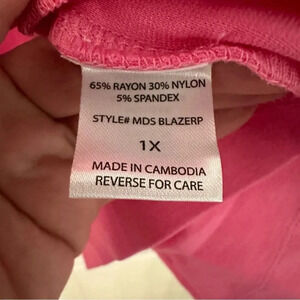 65% RAYON 30% NYLON
5% SPANDEX
STYLE# MDS BLAZERP
1X
MADE IN CAMBODIA
REVERSE FOR CARE